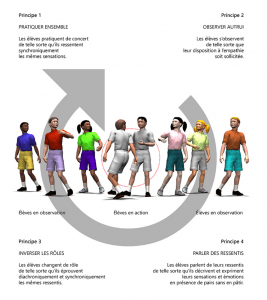 Principe 1
PRATIQUER ENSEMBLE
Les élèves pratiquent de concert
de telle sorte qu'ils ressentent
synchroniquement
les mêmes sensations.
Principe 2
OBSERVER AUTRUI
Les élèves s'observent
de telle sorte que
leur disposition à l'empathie
soit sollicitée.
Élèves en observation
Élèves en action
Élèves en observation
Principe 3
INVERSER LES RÔLES
Les élèves changent de rôle
de telle sorte qu'ils éprouvent
diachroniquement et synchroniquement
les mêmes ressentis.
Principe 4
PARLER DES RESSENTIS
Les élèves parlent de leurs ressentis
de telle sorte qu'ils décrivent et expriment
leurs sensations et émotions
en présence de pairs sans en pâtir.